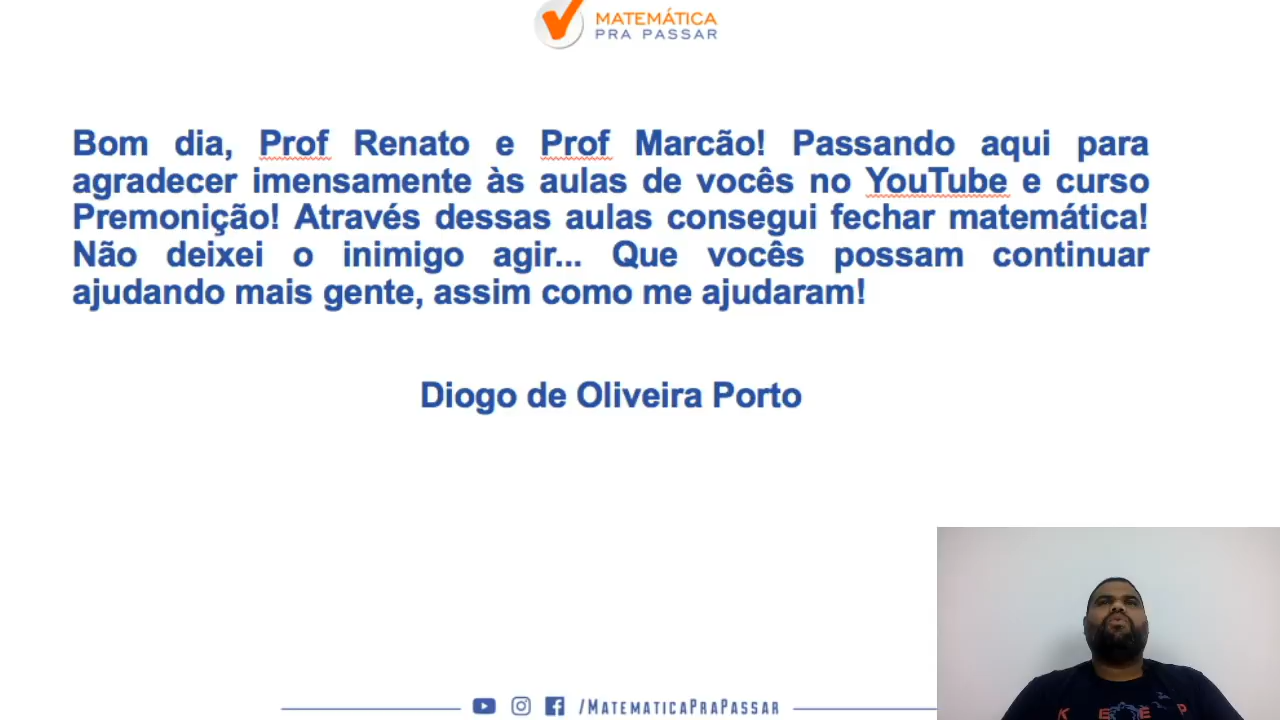 MATEMÁTICA
PRA PASSAR
Bom dia, Prof Renato e Prof Marcão! Passando aqui para
agradecer imensamente às aulas de vocês no YouTube e curso
Premonição! Através dessas aulas consegui fechar matemática!
Não deixei o inimigo agir... Que vocês possam continuar
ajudando mais gente, assim como me ajudaram!
Diogo de Oliveira Porto
/MATEMATICAPRAPASSAR
KEEP